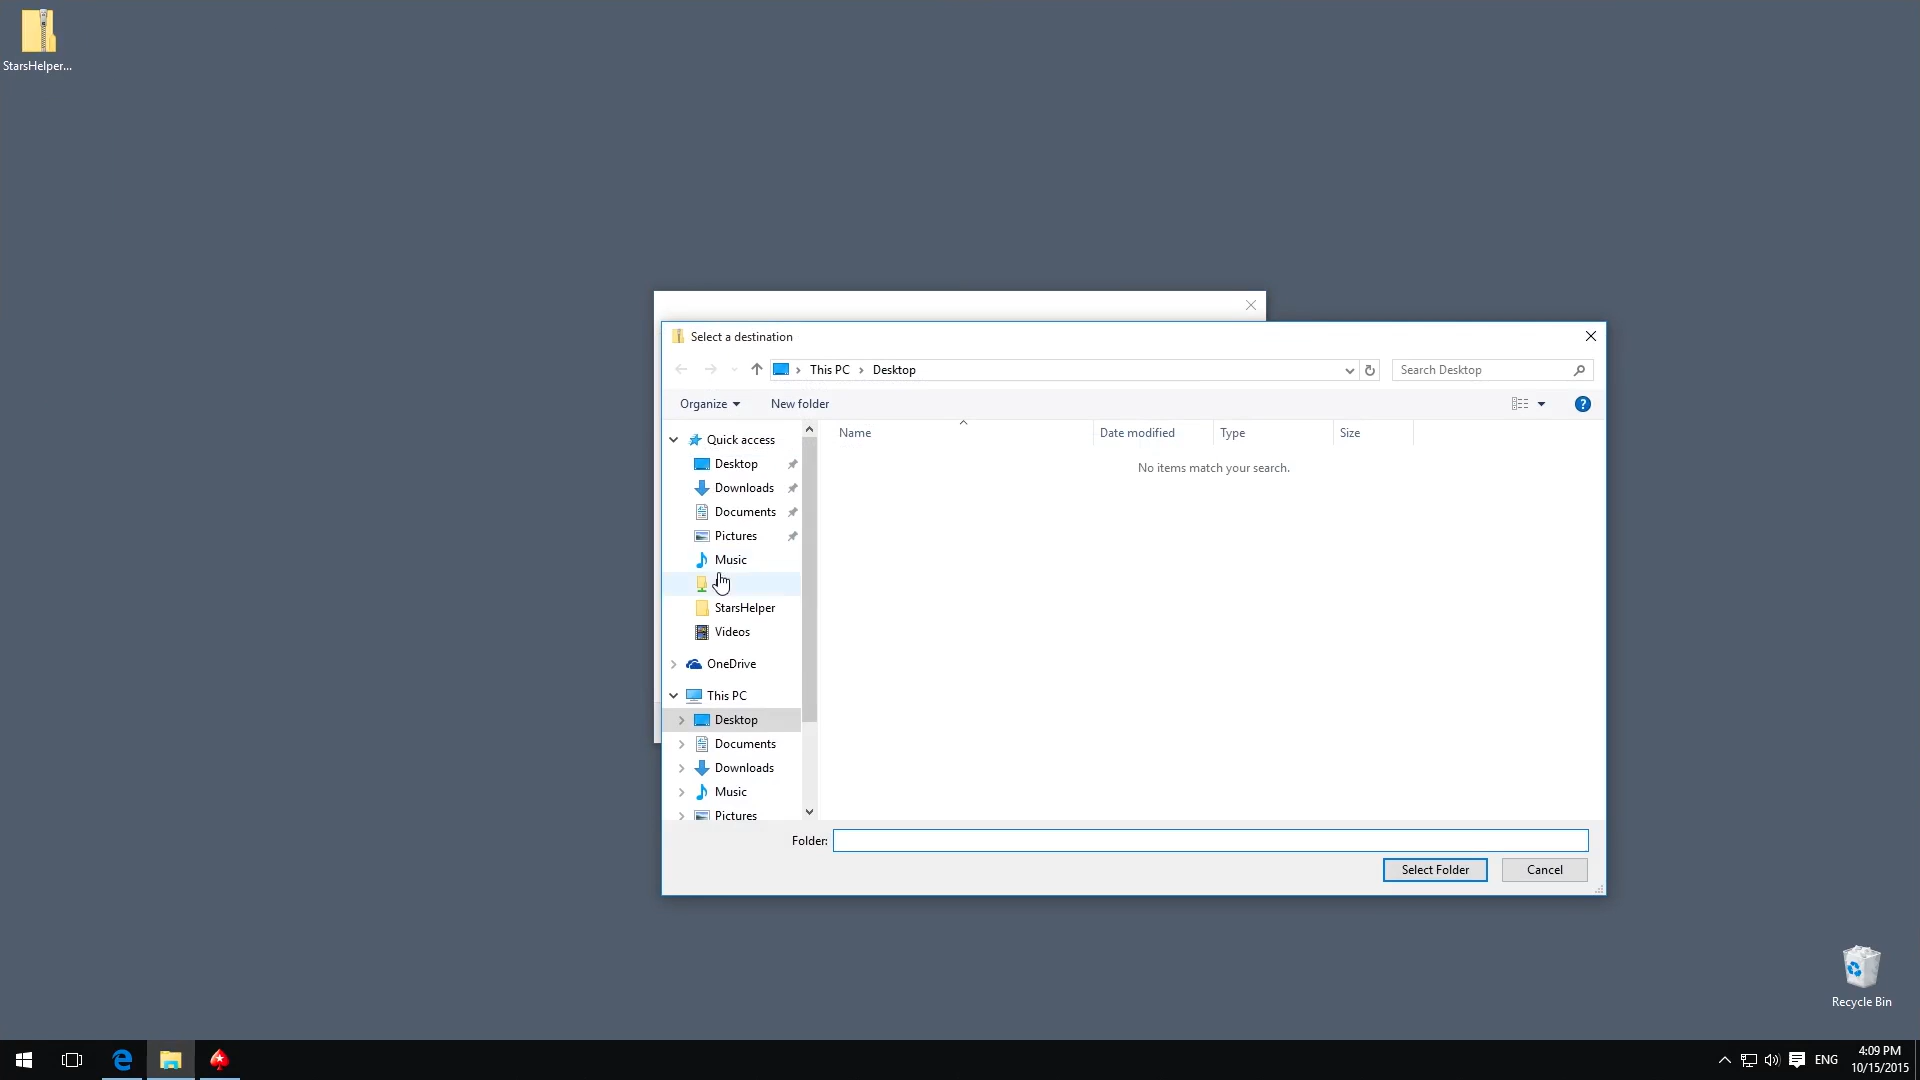 StarsHelper...
Select a destination
This PC
Desktop
Search Desktop
Organize
New folder
Name
Date modified
Type
Size
No items match your search.
Quick access
Desktop
Downloads
Documents
Pictures
Music
StarsHelper
Videos
OneDrive
This PC
Desktop
Documents
Downloads
Music
Pictures
Folder:
Select Folder
Cancel
Recycle Bin
ENG
4:09 PM
10/15/2015